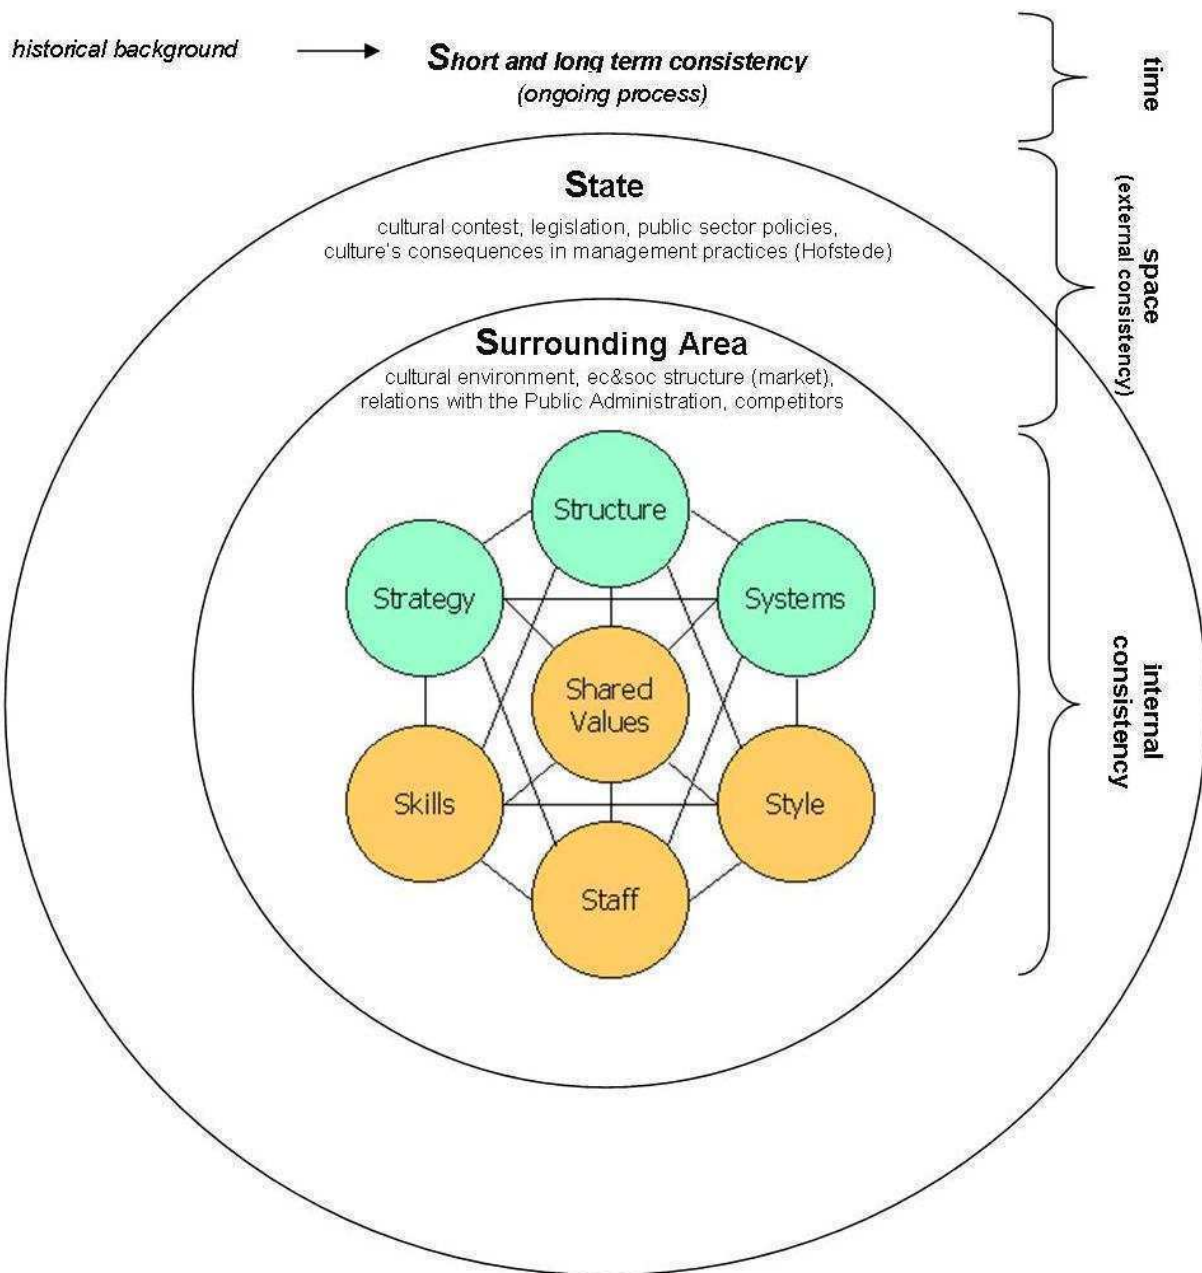 historical background
Short and long term consistency
(ongoing process)
time
State
cultural contest, legislation, public sector policies,
culture's consequences in management practices (Hofstede)
space
(external consistency)
Surrounding Area
cultural environment, ec&soc structure (market),
relations with the Public Administration, competitors
Structure
Strategy
Systems
Shared
Values
Skills
Style
Staff
internal
consistency